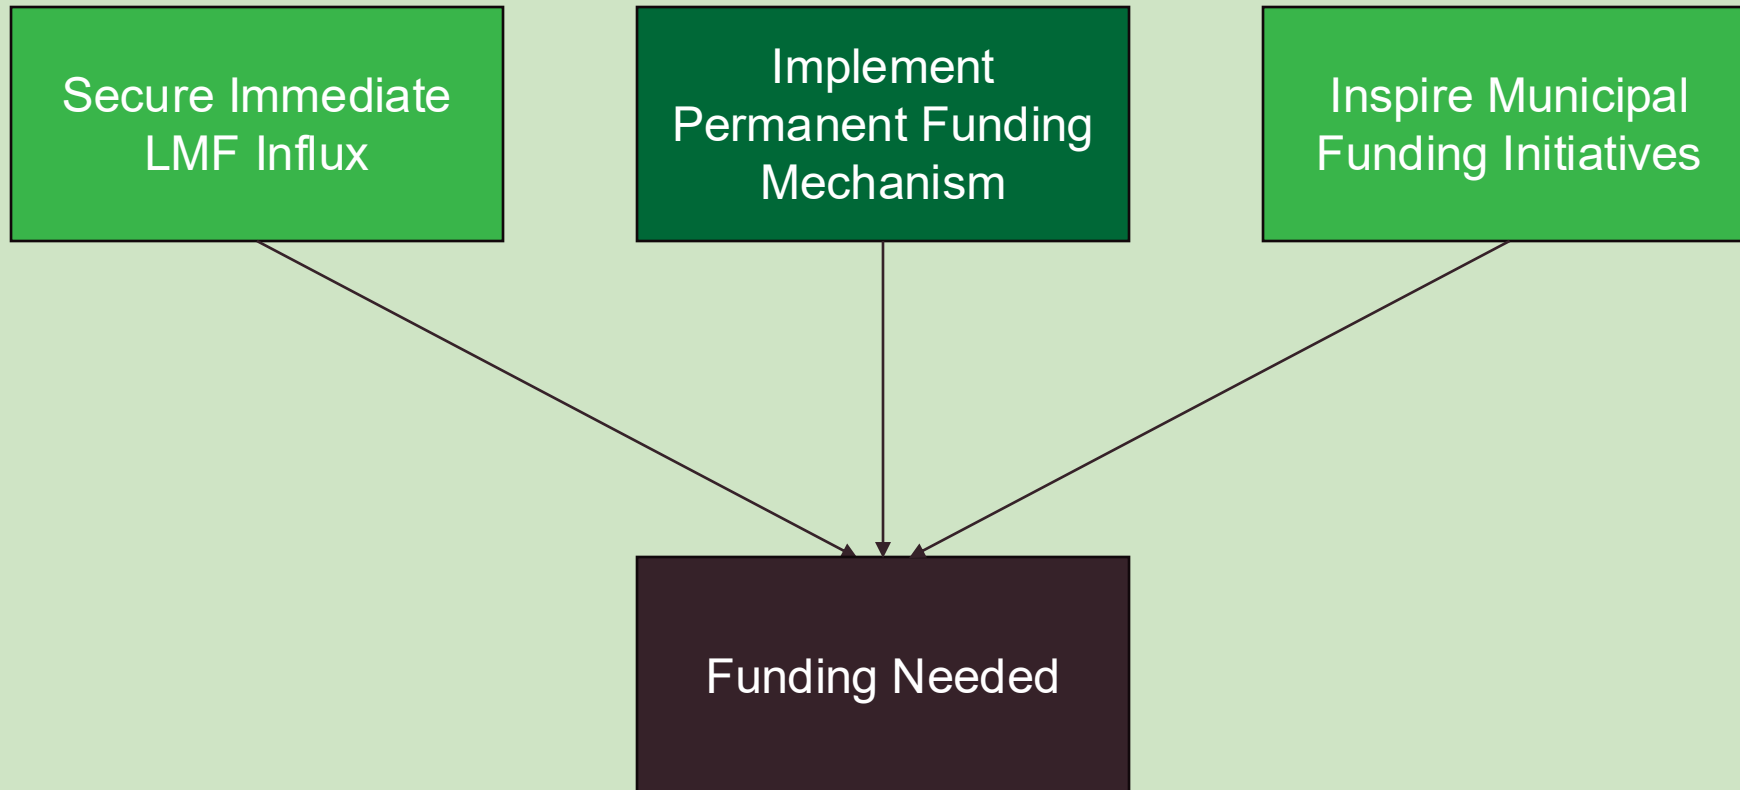 Secure Immediate
LMF Influx
Implement
Permanent Funding
Mechanism
Inspire Municipal
Funding Initiatives
Funding Needed